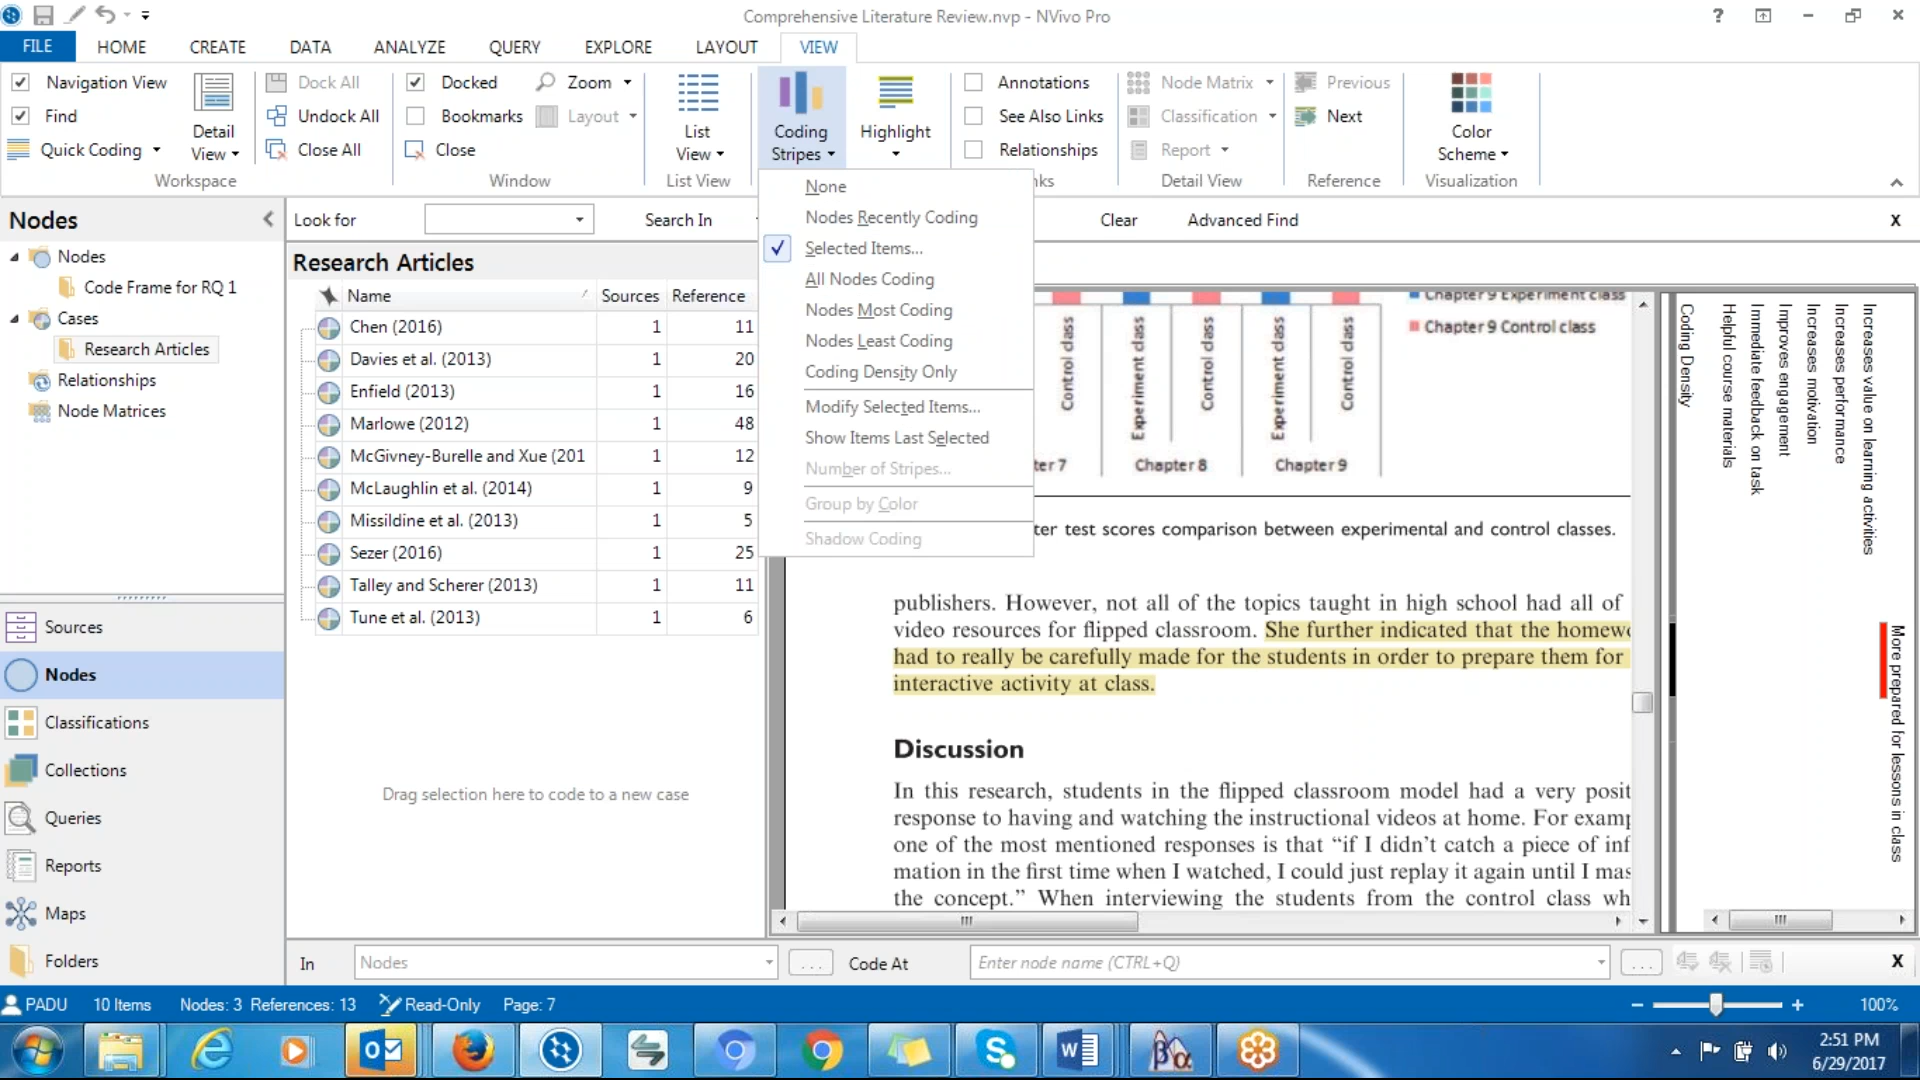 Comprehensive Literature Review.nvp - NVivo Pro
?
FILE
HOME
CREATE
DATA
ANALYZE
QUERY
EXPLORE
LAYOUT
VIEW
Navigation View
Find
Quick Coding
Detail
View
Workspace
Dock All
Undock All
Close All
Docked
Bookmarks
Close
Zoom
Layout
Window
List
View
List View
Coding
Stripes
Highlight
Annotations
See Also Links
Relationships
nks
Node Matrix
Classification
Report
Detail View
Previous
Next
Reference
Color
Scheme
Visualization
None
Nodes Recently Coding
Selected Items...
All Nodes Coding
Nodes Most Coding
Nodes Least Coding
Coding Density Only
Modify Selected Items...
Show Items Last Selected
Number of Stripes...
Group by Color
Shadow Coding
Nodes
Nodes
Code Frame for RQ 1
Cases
Research Articles
Relationships
Node Matrices
Sources
Nodes
Classifications
Collections
Queries
Reports
Maps
Folders
Look for
Search In
Clear
Advanced Find
X
Research Articles
Name Sources Reference
Chen (2016) 1 11
Davies et al. (2013) 1 20
Enfield (2013) 1 16
Marlowe (2012) 1 48
McGivney-Burelle and Xue (201 1 12
McLaughlin et al. (2014) 1 9
Missildine et al. (2013) 1 5
Sezer (2016) 1 25
Talley and Scherer (2013) 1 11
Tune et al. (2013) 1 6
Drag selection here to code to a new case
Chapter 9 Experiment class
Chapter 9 Control class
Control class
Experiment class
Control class
Experiment class
Control class
ter 7
Chapter 8
Chapter 9
ter test scores comparison between experimental and control classes.
publishers. However, not all of the topics taught in high school had all of
video resources for flipped classroom. She further indicated that the homewo
had to really be carefully made for the students in order to prepare them for
interactive activity at class.
Discussion
In this research, students in the flipped classroom model had a very posit
response to having and watching the instructional videos at home. For examp
one of the most mentioned responses is that “if I didn’t catch a piece of inf
mation in the first time when I watched, I could just replay it again until I mas
the concept.” When interviewing the students from the control class wh
Coding Density
Helpful course materials
Immediate feedback on task
Improves engagement
Increases motivation
Increases performance
Increases value on learning activities
More prepared for lessons in class
In
Nodes
...
Code At
Enter node name (CTRL+Q)
...
X
PADU
10 Items
Nodes: 3 References: 13
Read-Only
Page: 7
100%
2:51 PM
6/29/2017